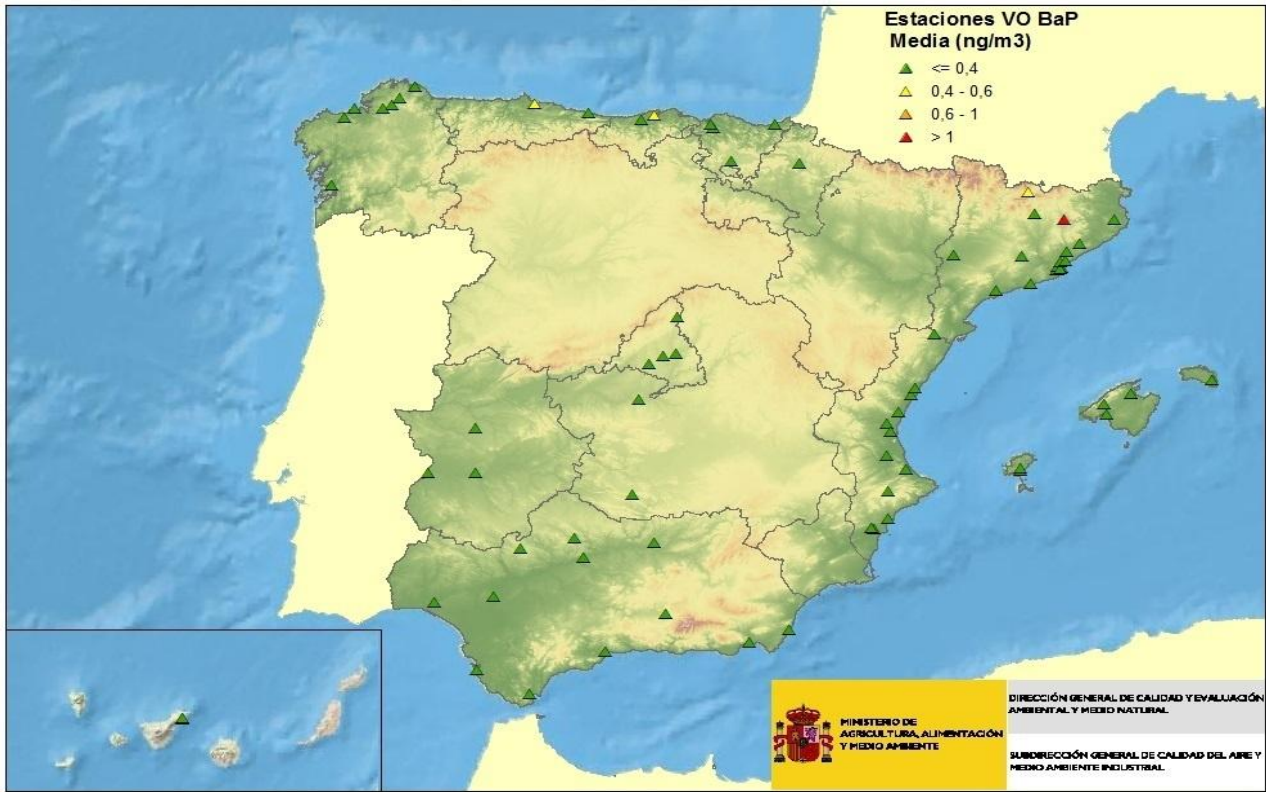 Estaciones VO BaP
Media (ng/m3)
<= 0,4
0,4 - 0,6
0,6 - 1
> 1
MINISTERIO DE
AGRICULTURA, ALIMENTACIÓN
Y MEDIO AMBIENTE
DIRECCIÓN GENERAL DE CALIDAD Y EVALUACIÓN
AMBIENTAL Y MEDIO NATURAL
SUBDIRECCIÓN GENERAL DE CALIDAD DEL AIRE Y
MEDIO AMBIENTE INDUSTRIAL